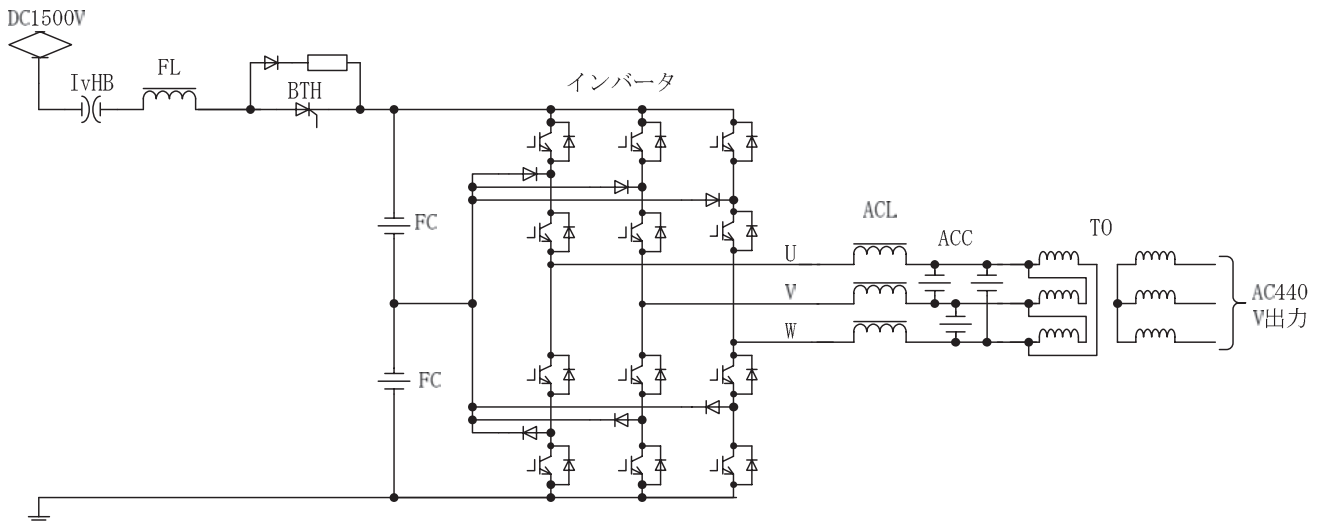 DC1500V
IvHB
FL
BTH
インバータ
FC
FC
U
V
W
ACL
ACC
TO
AC440
V出力